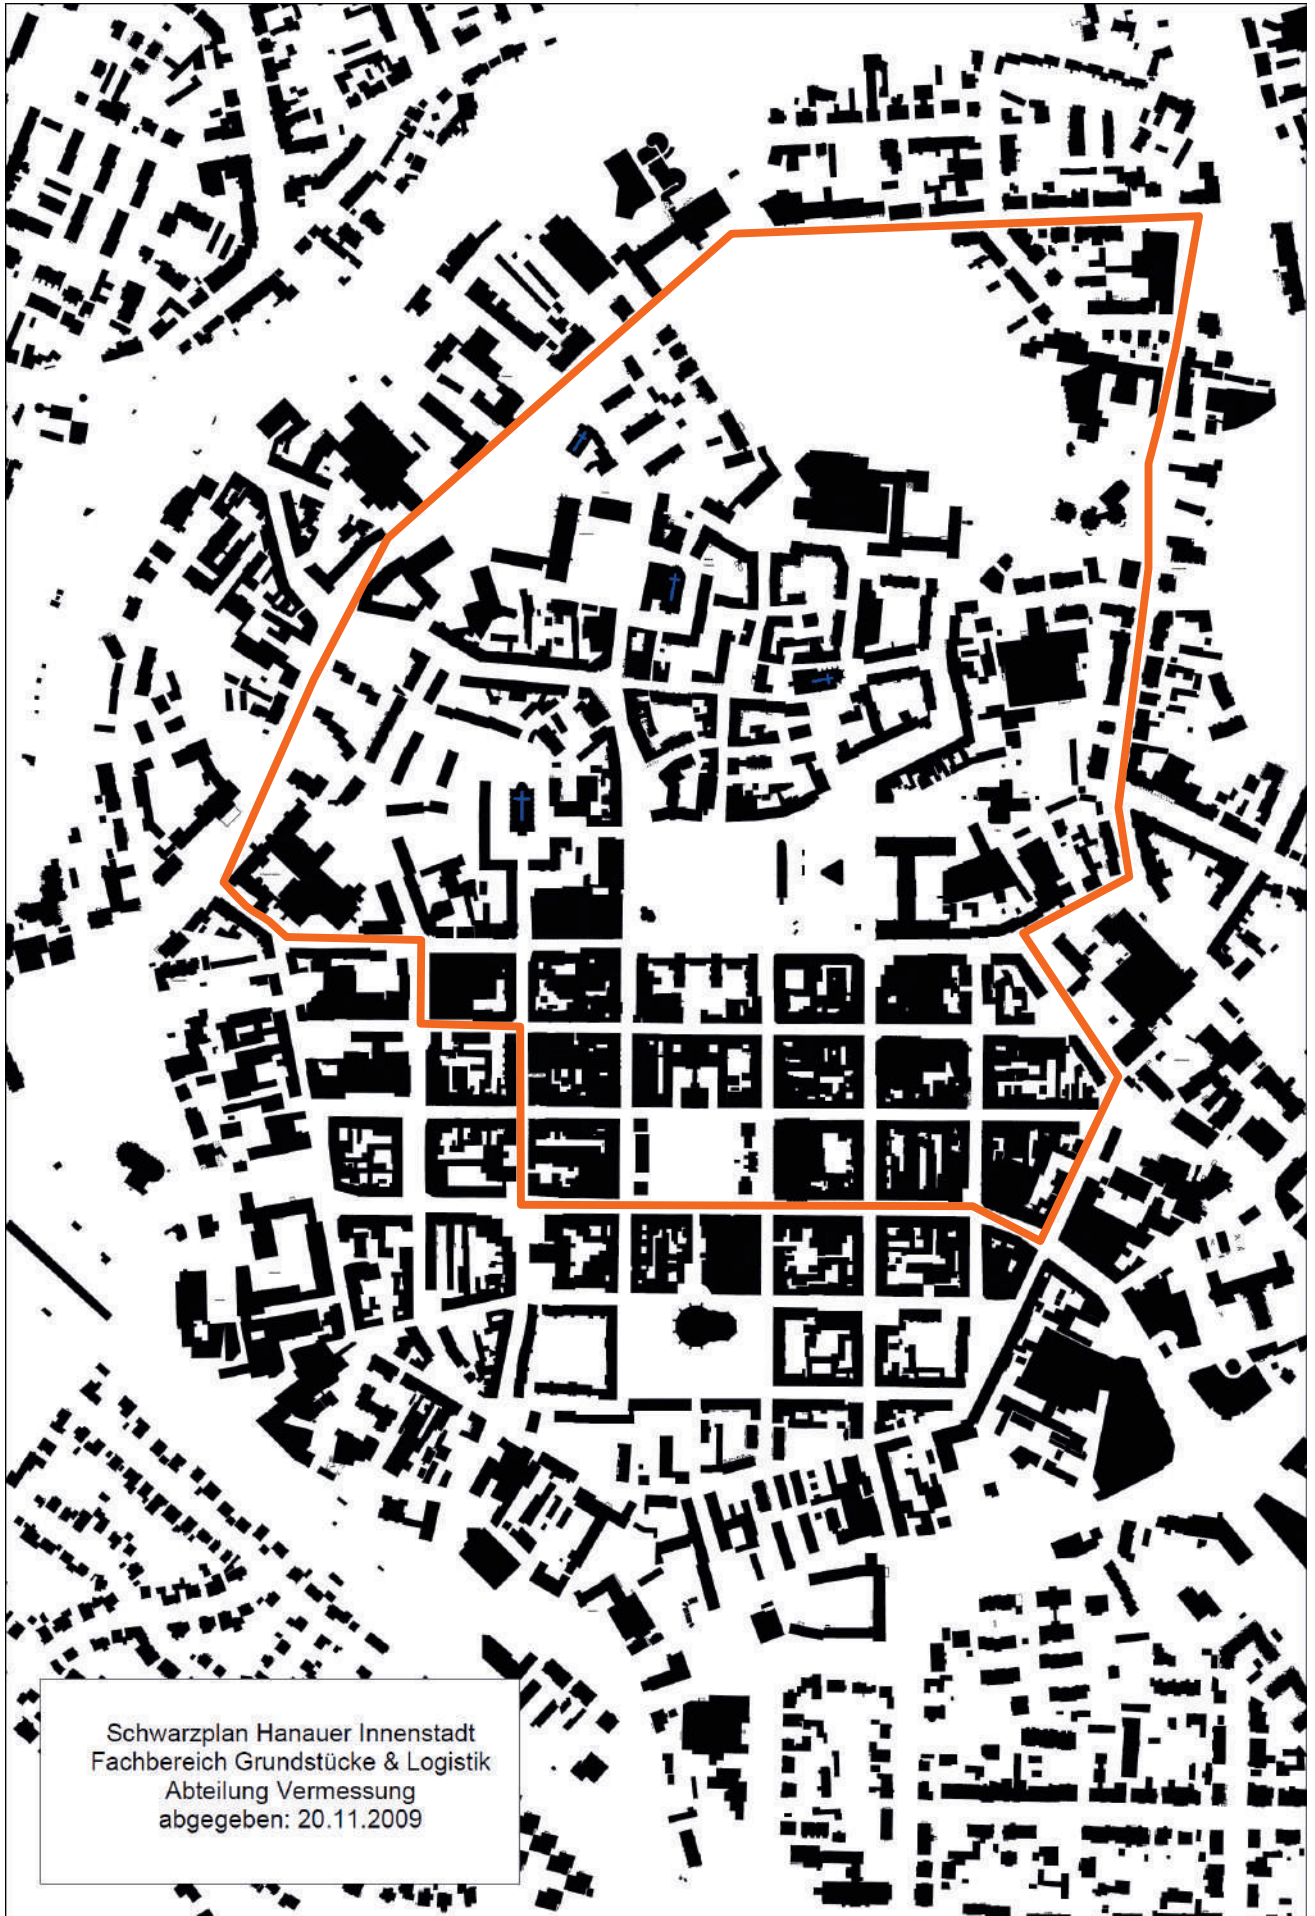 Schwarzplan Hanauer Innenstadt
Fachbereich Grundstücke & Logistik
Abteilung Vermessung
abgegeben: 20.11.2009